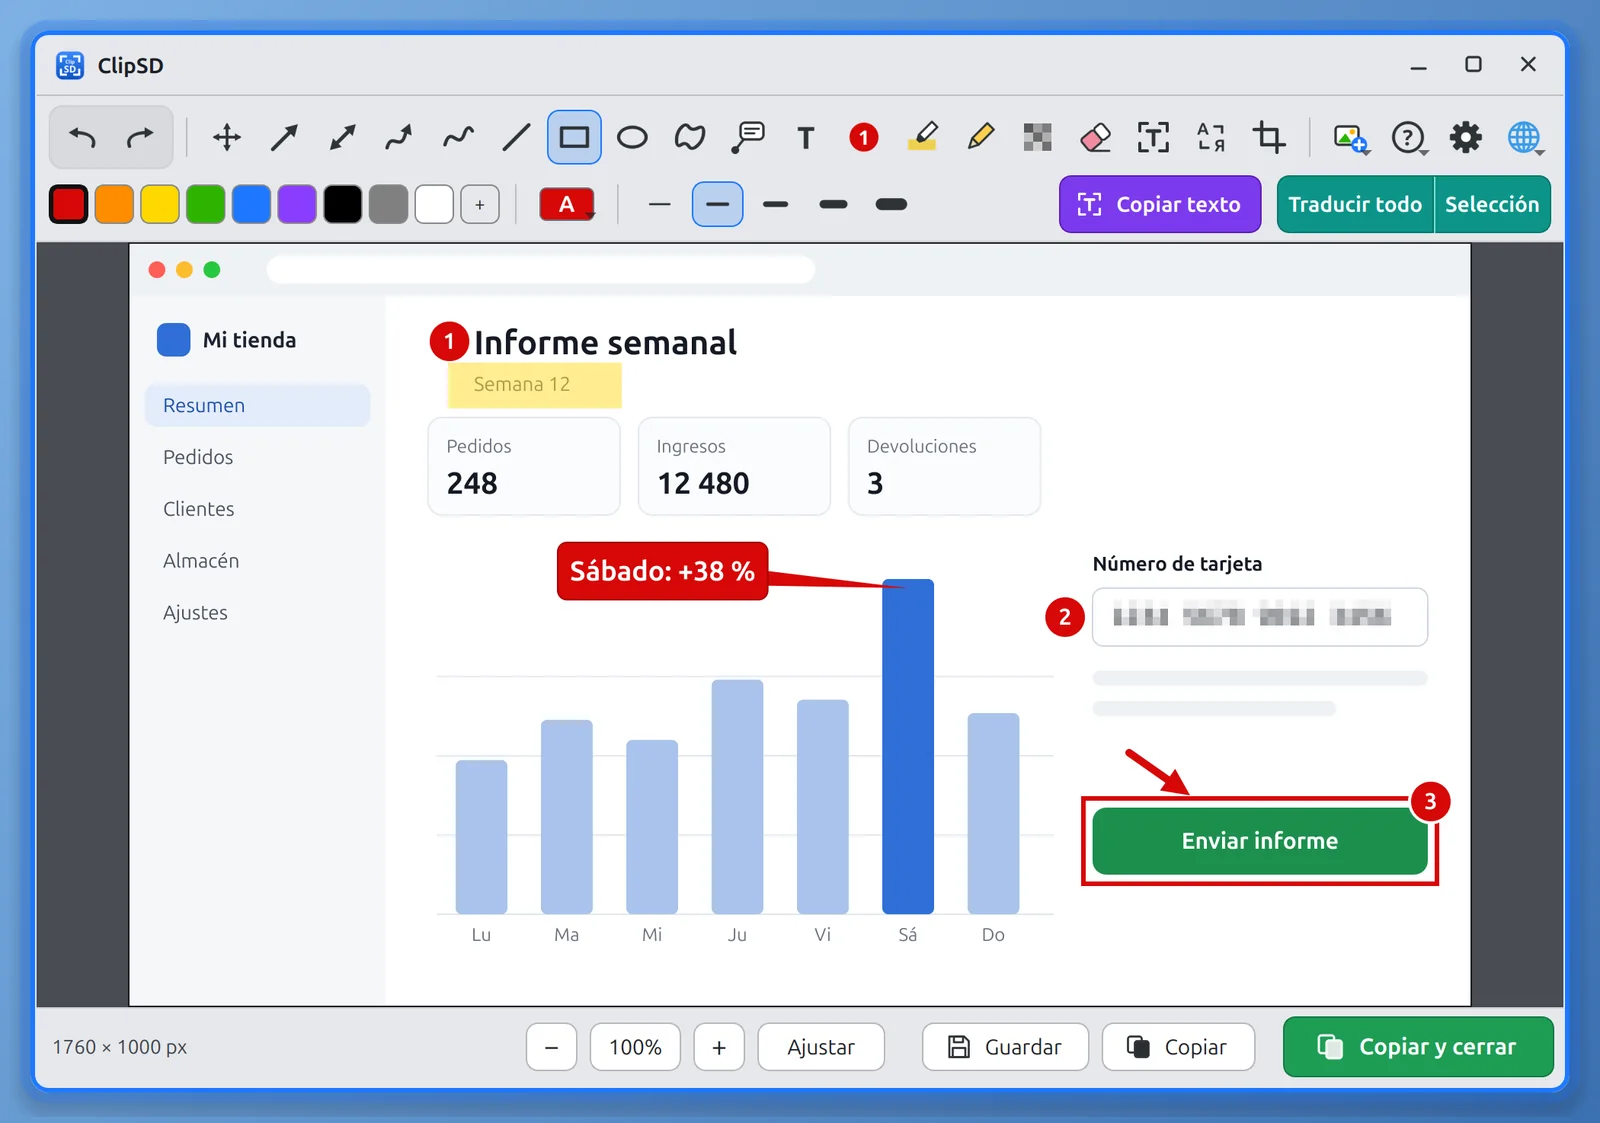 ClipSD
T
1
A
Я
?
A
+
Copiar texto
Traducir todo
Selección
Mi tienda
Resumen
Pedidos
Clientes
Almacén
Ajustes
1
Informe semanal
Semana 12
Pedidos
248
Ingresos
12 480
Devoluciones
3
Sábado: +38 %
Número de tarjeta
2
3
Enviar informe
Lu
Ma
Mi
Ju
Vi
Sá
Do
1760 × 1000 px
−
100%
+
Ajustar
Guardar
Copiar
Copiar y cerrar